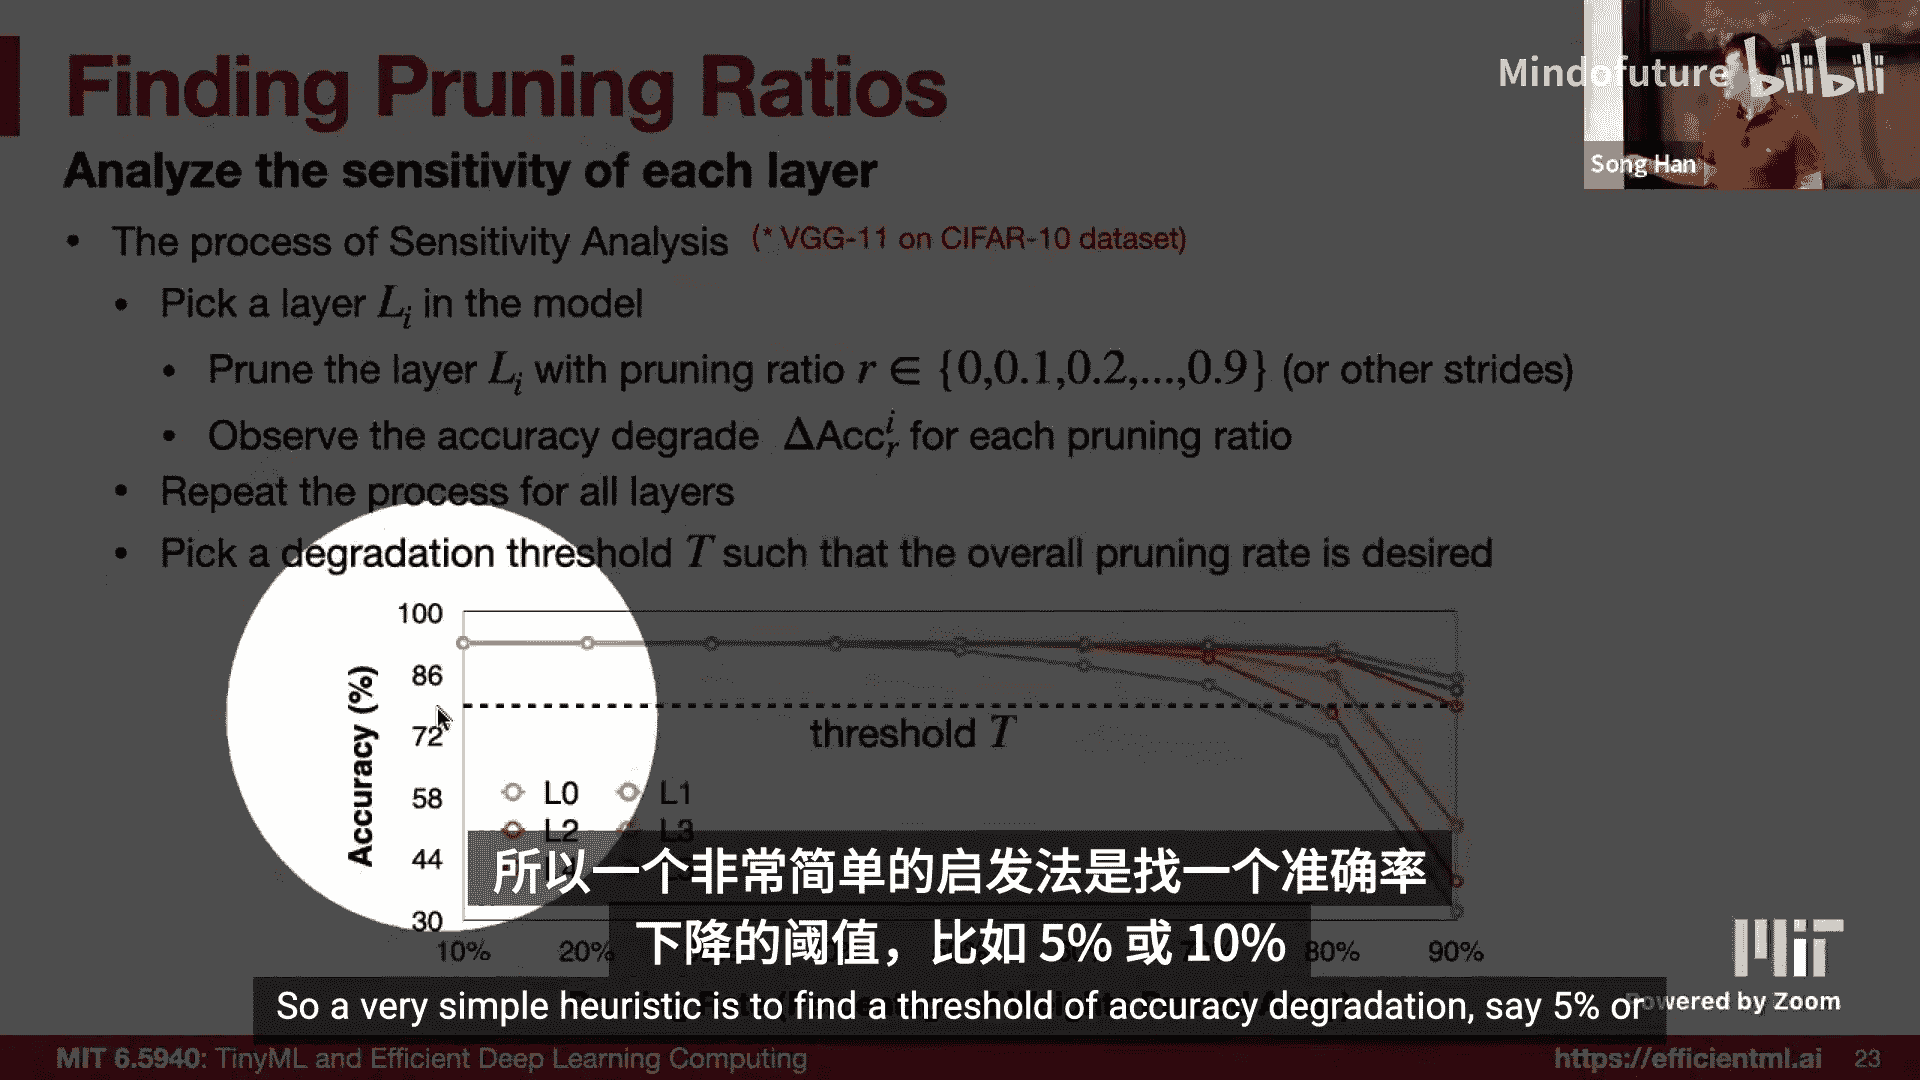 Finding Pruning Ratios
Mindofuture bilibili
Song Han
Analyze the sensitivity of each layer
• The process of Sensitivity Analysis (* VGG-11 on CIFAR-10 dataset)
• Pick a layer Lᵢ in the model
• Prune the layer Lᵢ with pruning ratio r ∈ {0,0.1,0.2,...,0.9} (or other strides)
• Observe the accuracy degrade ΔAccᵣⁱ for each pruning ratio
• Repeat the process for all layers
• Pick a degradation threshold T such that the overall pruning rate is desired
100
86
72
58
44
30
Accuracy (%)
threshold T
L0 L1
L2 L3
10% 20% 80% 90%
所以一个非常简单的启发法是找一个准确率
下降的阈值，比如 5% 或 10%
So a very simple heuristic is to find a threshold of accuracy degradation, say 5% or
MIT
Powered by Zoom
MIT 6.5940: TinyML and Efficient Deep Learning Computing
https://efficientml.ai 23